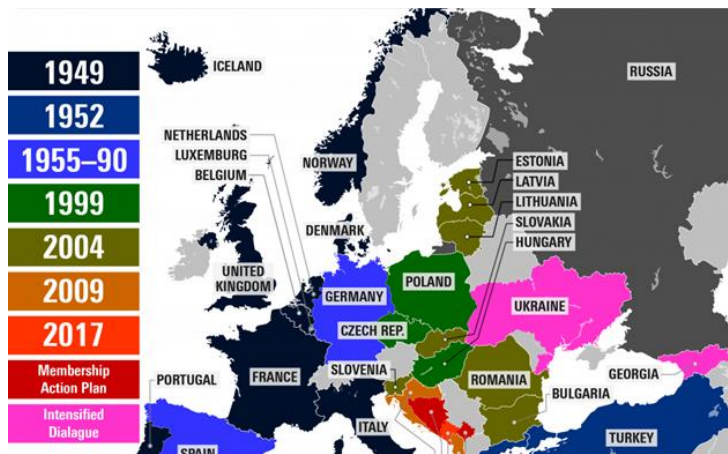 1949
1952
1955–90
1999
2004
2009
2017
Membership
Action Plan
Intensified
Dialague
ICELAND
RUSSIA
NETHERLANDS
LUXEMBURG
BELGIUM
NORWAY
ESTONIA
LATVIA
LITHUANIA
SLOVAKIA
HUNGARY
DENMARK
UNITED
KINGDOM
GERMANY
POLAND
UKRAINE
CZECH REP.
SLOVENIA
FRANCE
ROMANIA
GEORGIA
PORTUGAL
BULGARIA
ITALY
TURKEY
SPAIN